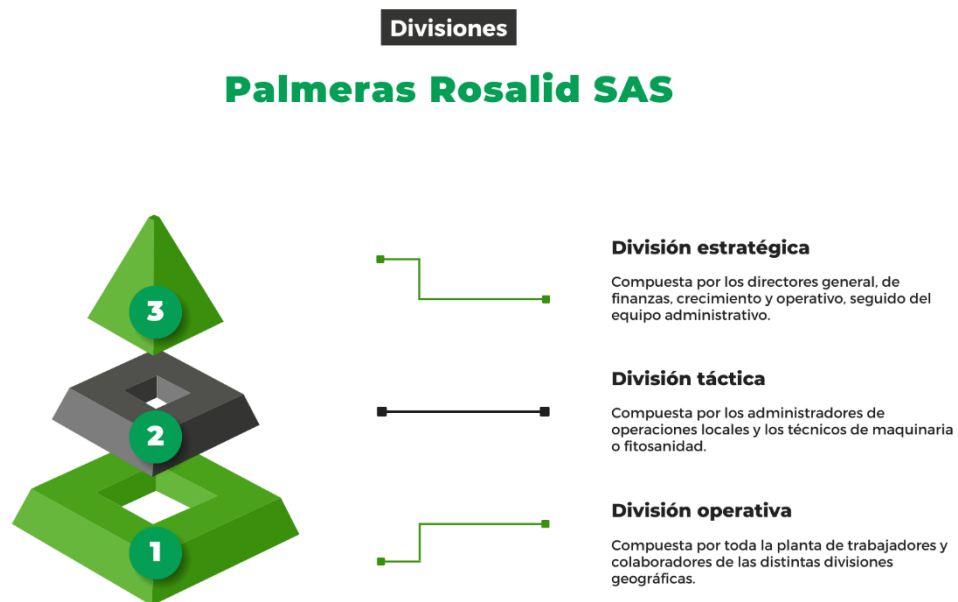 Divisiones
Palmeras Rosalid SAS
3
División estratégica
Compuesta por los directores general, de
finanzas, crecimiento y operativo, seguido del
equipo administrativo.
2
División táctica
Compuesta por los administradores de
operaciones locales y los técnicos de maquinaria
o fitosanidad.
1
División operativa
Compuesta por toda la planta de trabajadores y
colaboradores de las distintas divisiones
geográficas.